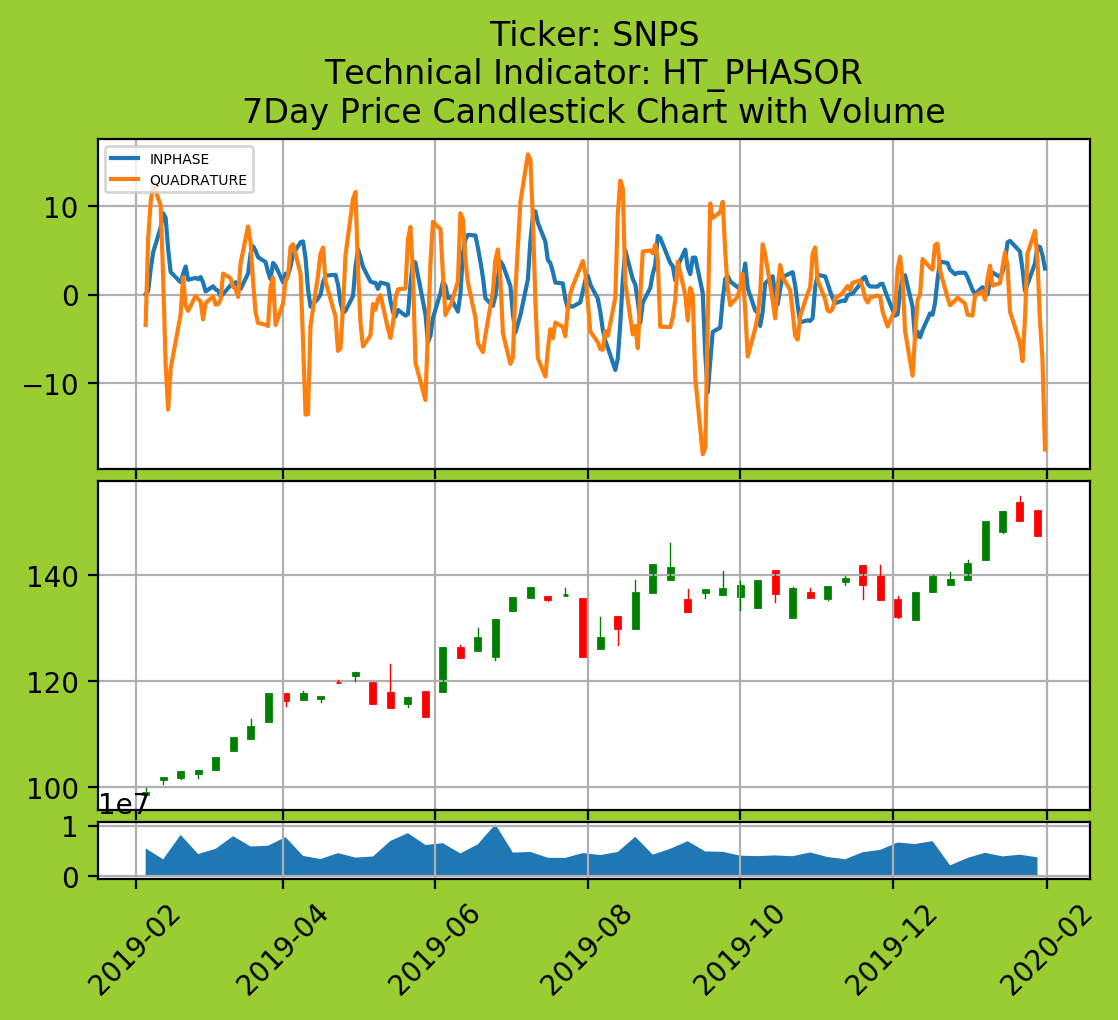 Ticker: SNPS
Technical Indicator: HT_PHASOR
7Day Price Candlestick Chart with Volume
INPHASE
QUADRATURE
10
0
−10
140
120
100
1e7
1
0
2019-02
2019-04
2019-06
2019-08
2019-10
2019-12
2020-02